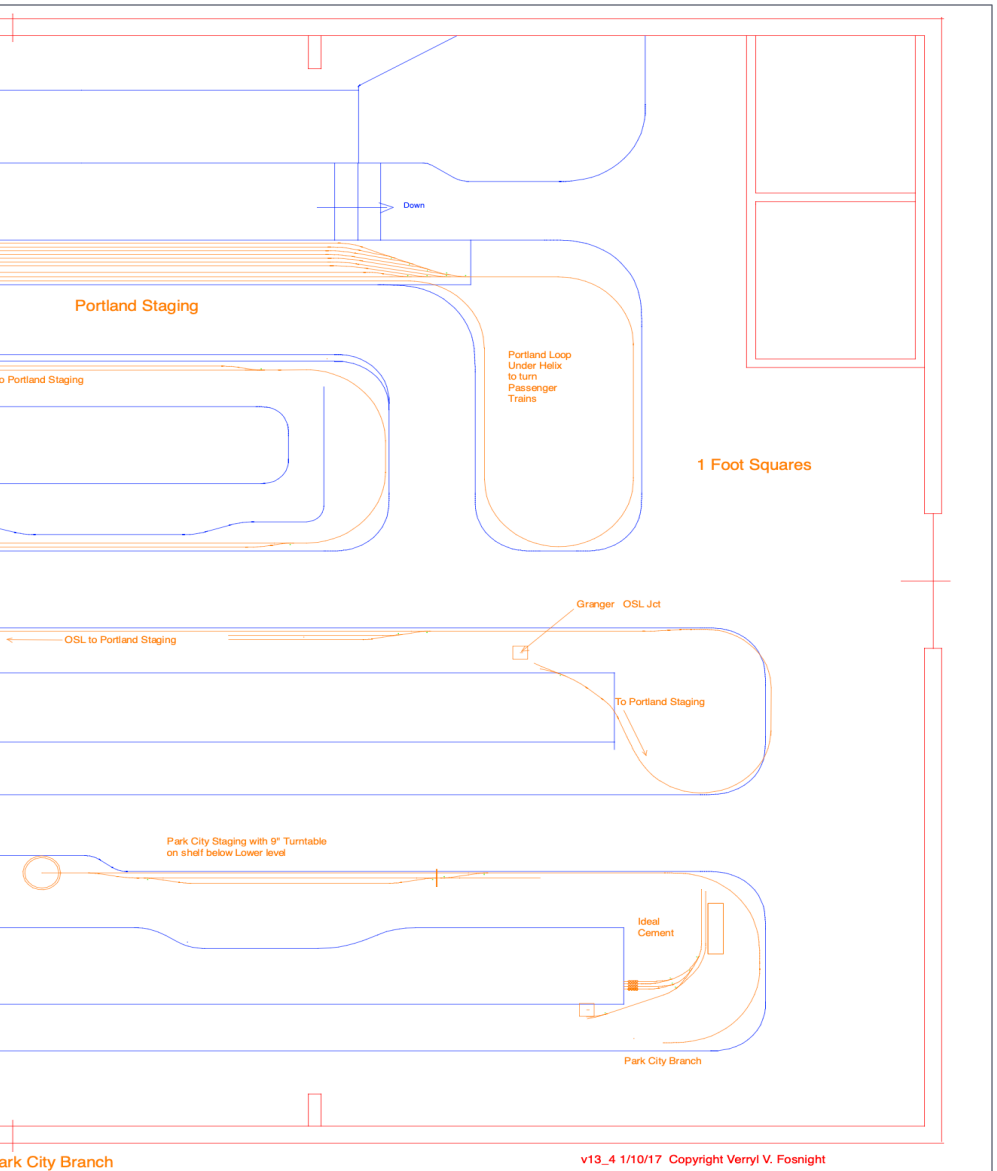 Down
Portland Staging
Portland Loop
Under Helix
to turn
Passenger
Trains
o Portland Staging
1 Foot Squares
Granger OSL Jct
OSL to Portland Staging
To Portland Staging
Park City Staging with 9" Turntable
on shelf below Lower level
Ideal
Cement
Park City Branch
ark City Branch
v13_4 1/10/17 Copyright Verryl V. Fosnight